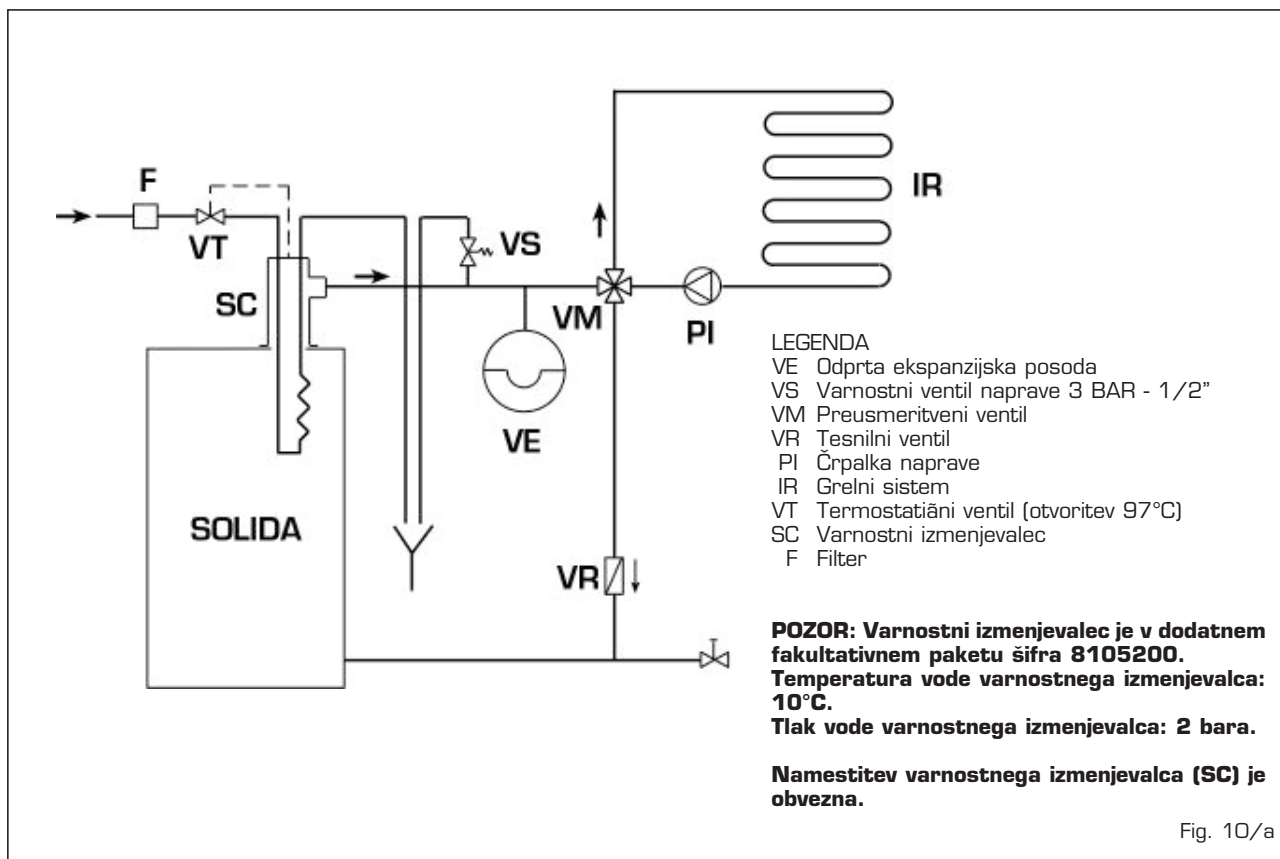 F
VT
VS
IR
SC
VM
PI
VE
SOLIDA
VR
LEGENDA
VE Odprta ekspanzijska posoda
VS Varnostni ventil naprave 3 BAR - 1/2”
VM Preusmeritveni ventil
VR Tesnilni ventil
PI Črpalka naprave
IR Grelni sistem
VT Termostatiãni ventil (otvoritev 97°C)
SC Varnostni izmenjevalec
F Filter
POZOR: Varnostni izmenjevalec je v dodatnem
fakultativnem paketu šifra 8105200.
Temperatura vode varnostnega izmenjevalca:
10°C.
Tlak vode varnostnega izmenjevalca: 2 bara.
Namestitev varnostnega izmenjevalca (SC) je
obvezna.
Fig. 10/a